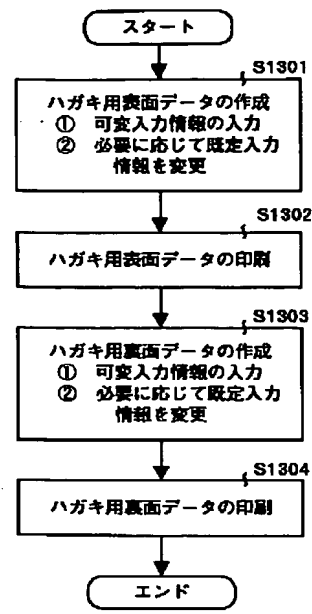 スタート
S1301
ハガキ用表面データの作成
① 可変入力情報の入力
② 必要に応じて既定入力
情報を変更
S1302
ハガキ用表面データの印刷
S1303
ハガキ用裏面データの作成
① 可変入力情報の入力
② 必要に応じて既定入力
情報を変更
S1304
ハガキ用裏面データの印刷
エンド